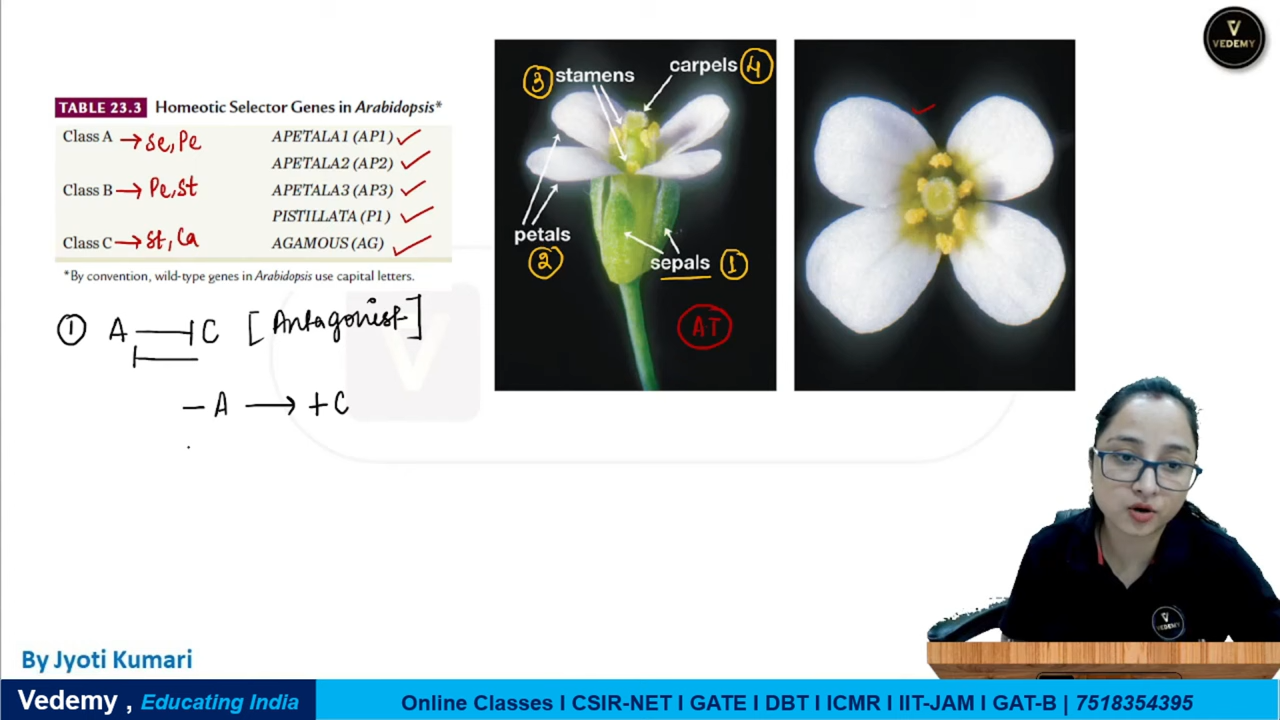 VEDEMY
TABLE 23.3 Homeotic Selector Genes in Arabidopsis*
Class A → Se, Pe APETALA1 (AP1) ✓
APETALA2 (AP2) ✓
Class B → Pe, St APETALA3 (AP3) ✓
PISTILLATA (P1) ✓
Class C → St, Ca AGAMOUS (AG) ✓
*By convention, wild-type genes in Arabidopsis use capital letters.
③ stamens
carpels ④
petals
②
sepals ①
AT
① A ⊣ C [Antagonist]
– A → + C
VEDEMY
By Jyoti Kumari
Vedemy , Educating India
Online Classes I CSIR-NET I GATE I DBT I ICMR I IIT-JAM I GAT-B | 7518354395